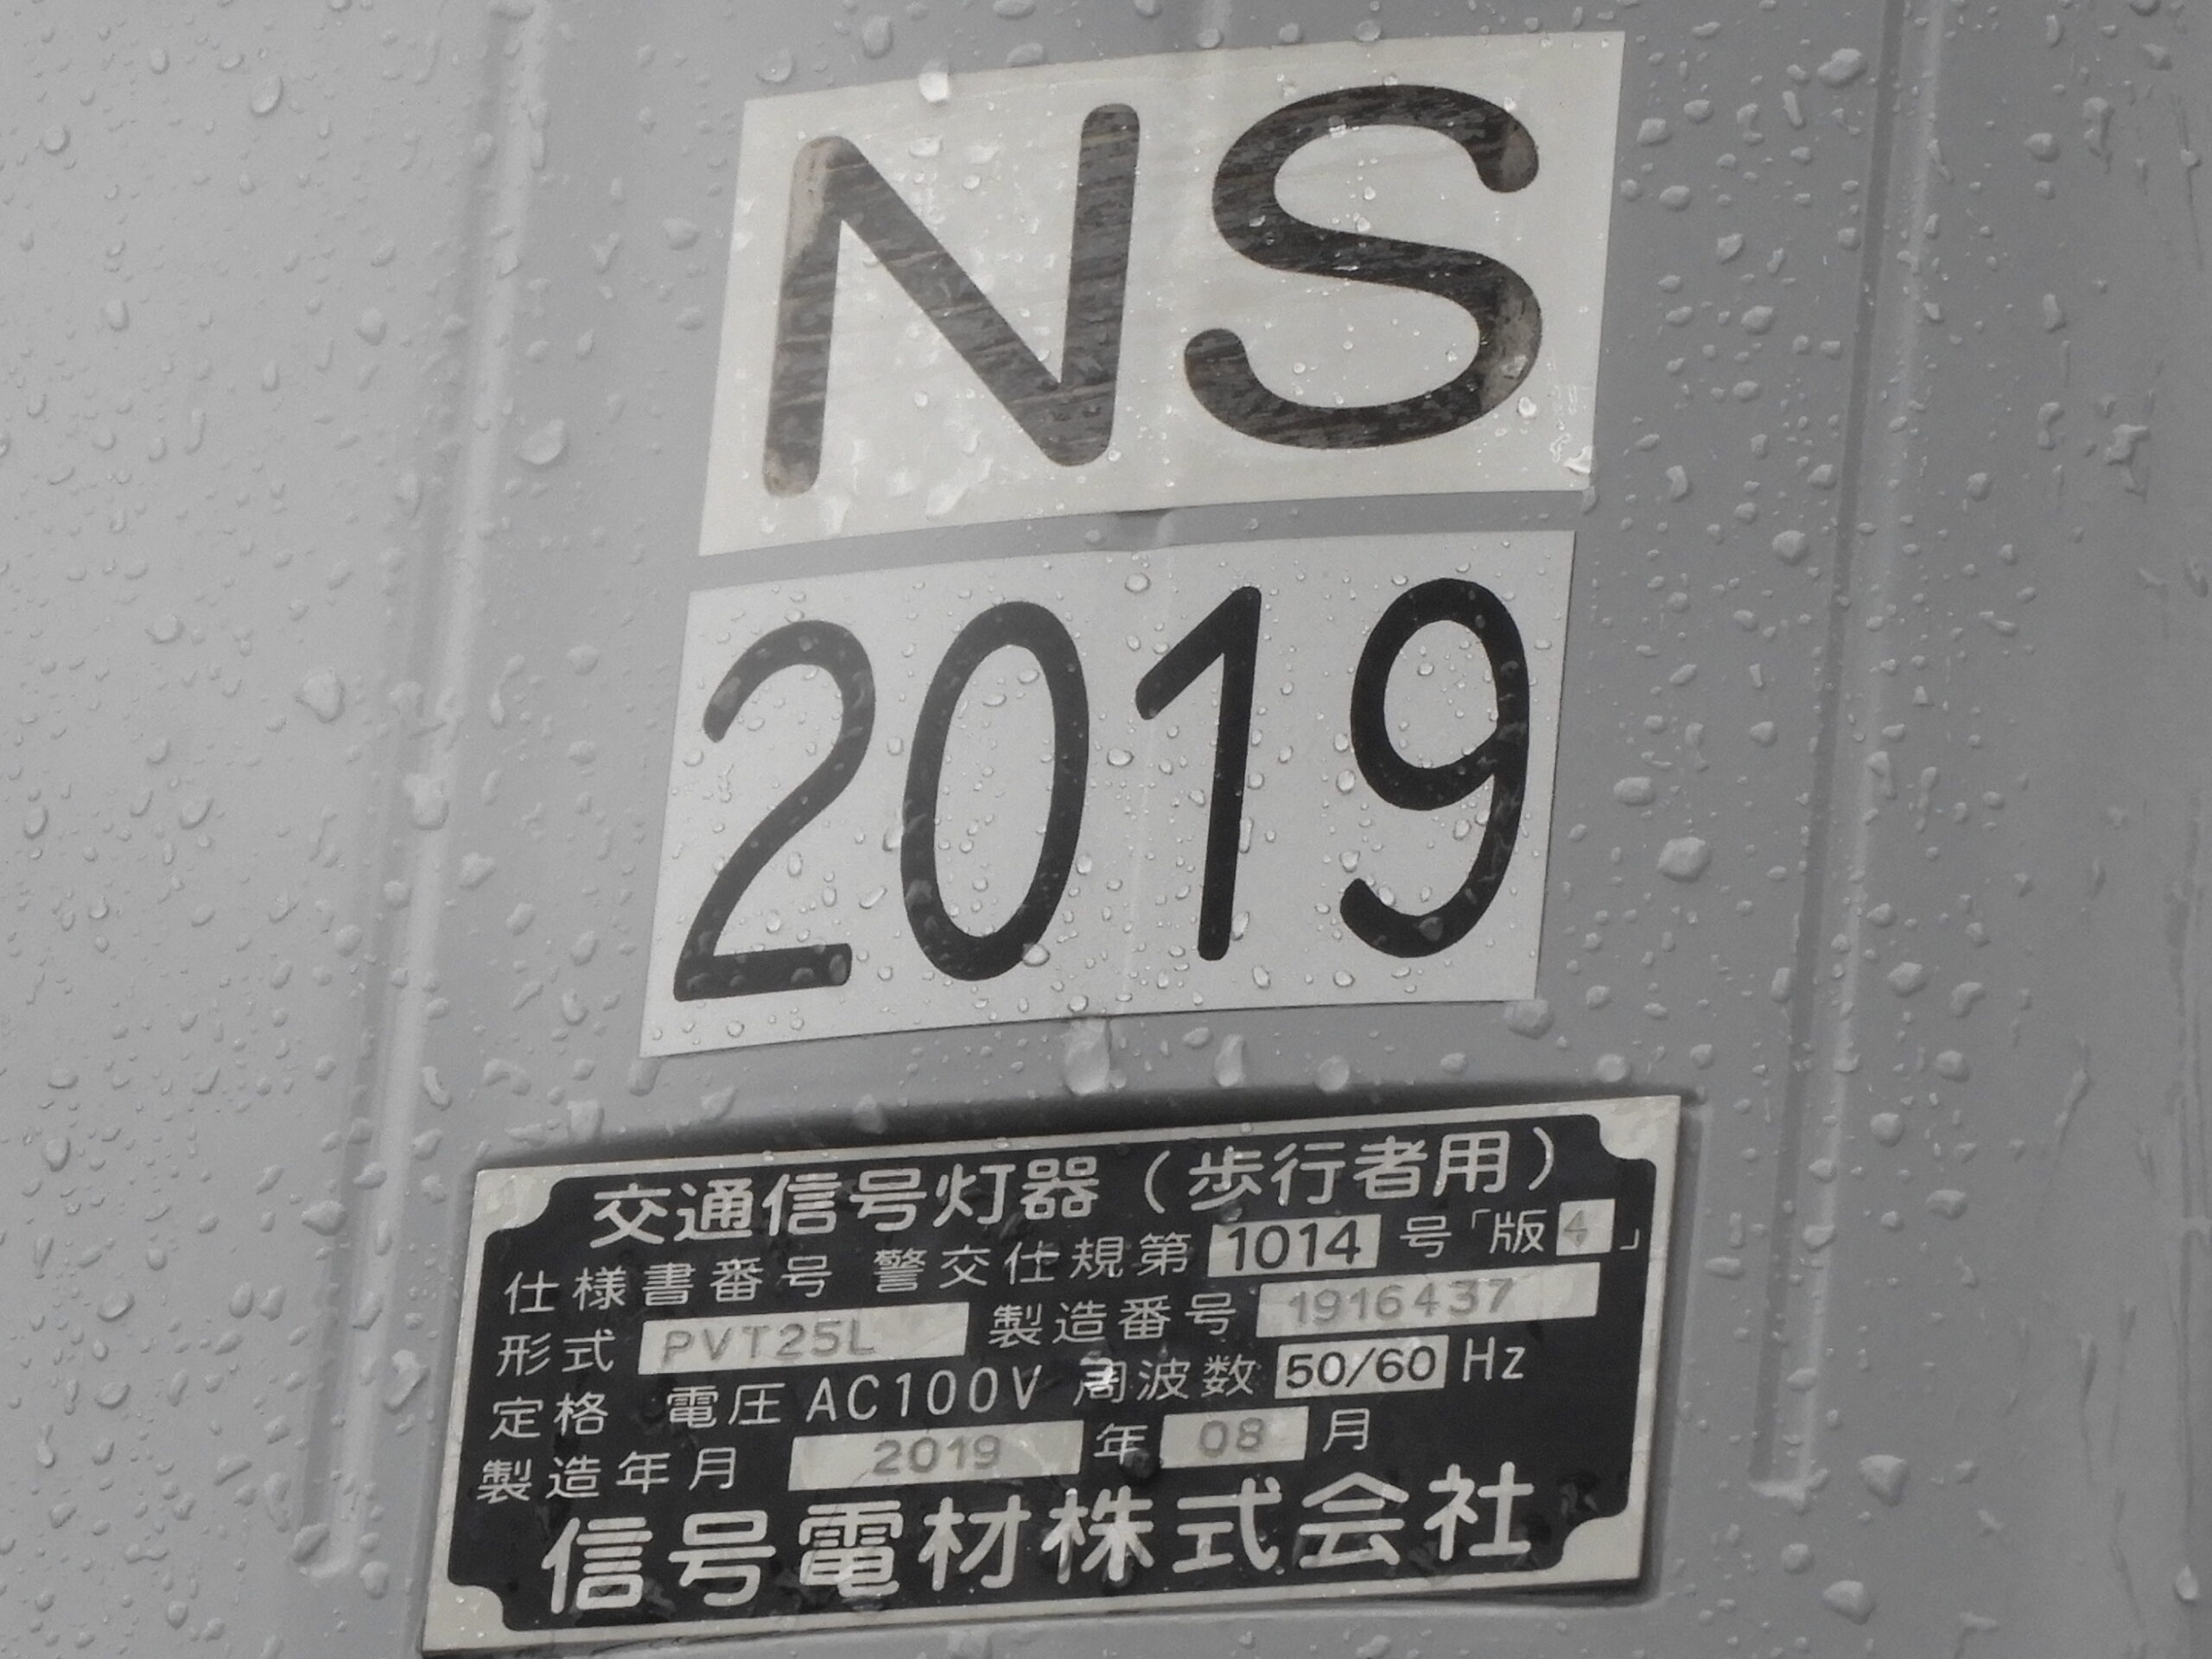 NS
2019
交通信号灯器（歩行者用）
仕様書番号 警交仕規第 1014 号「版4」
形式 PVT25L 製造番号 1916437
定格 電圧 AC100V 周波数 50/60 Hz
製造年月 2019 年 08 月
信号電材株式会社